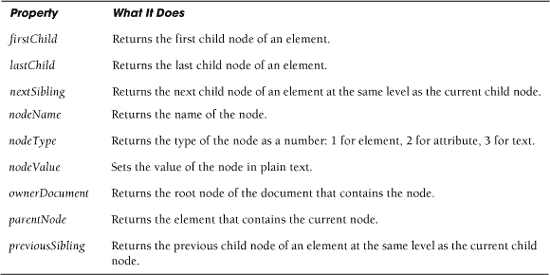 Property What It Does
firstChild Returns the first child node of an element.
lastChild Returns the last child node of an element.
nextSibling Returns the next child node of an element at the same level as the current child node.
nodeName Returns the name of the node.
nodeType Returns the type of the node as a number: 1 for element, 2 for attribute, 3 for text.
nodeValue Sets the value of the node in plain text.
ownerDocument Returns the root node of the document that contains the node.
parentNode Returns the element that contains the current node.
previousSibling Returns the previous child node of an element at the same level as the current child
node.